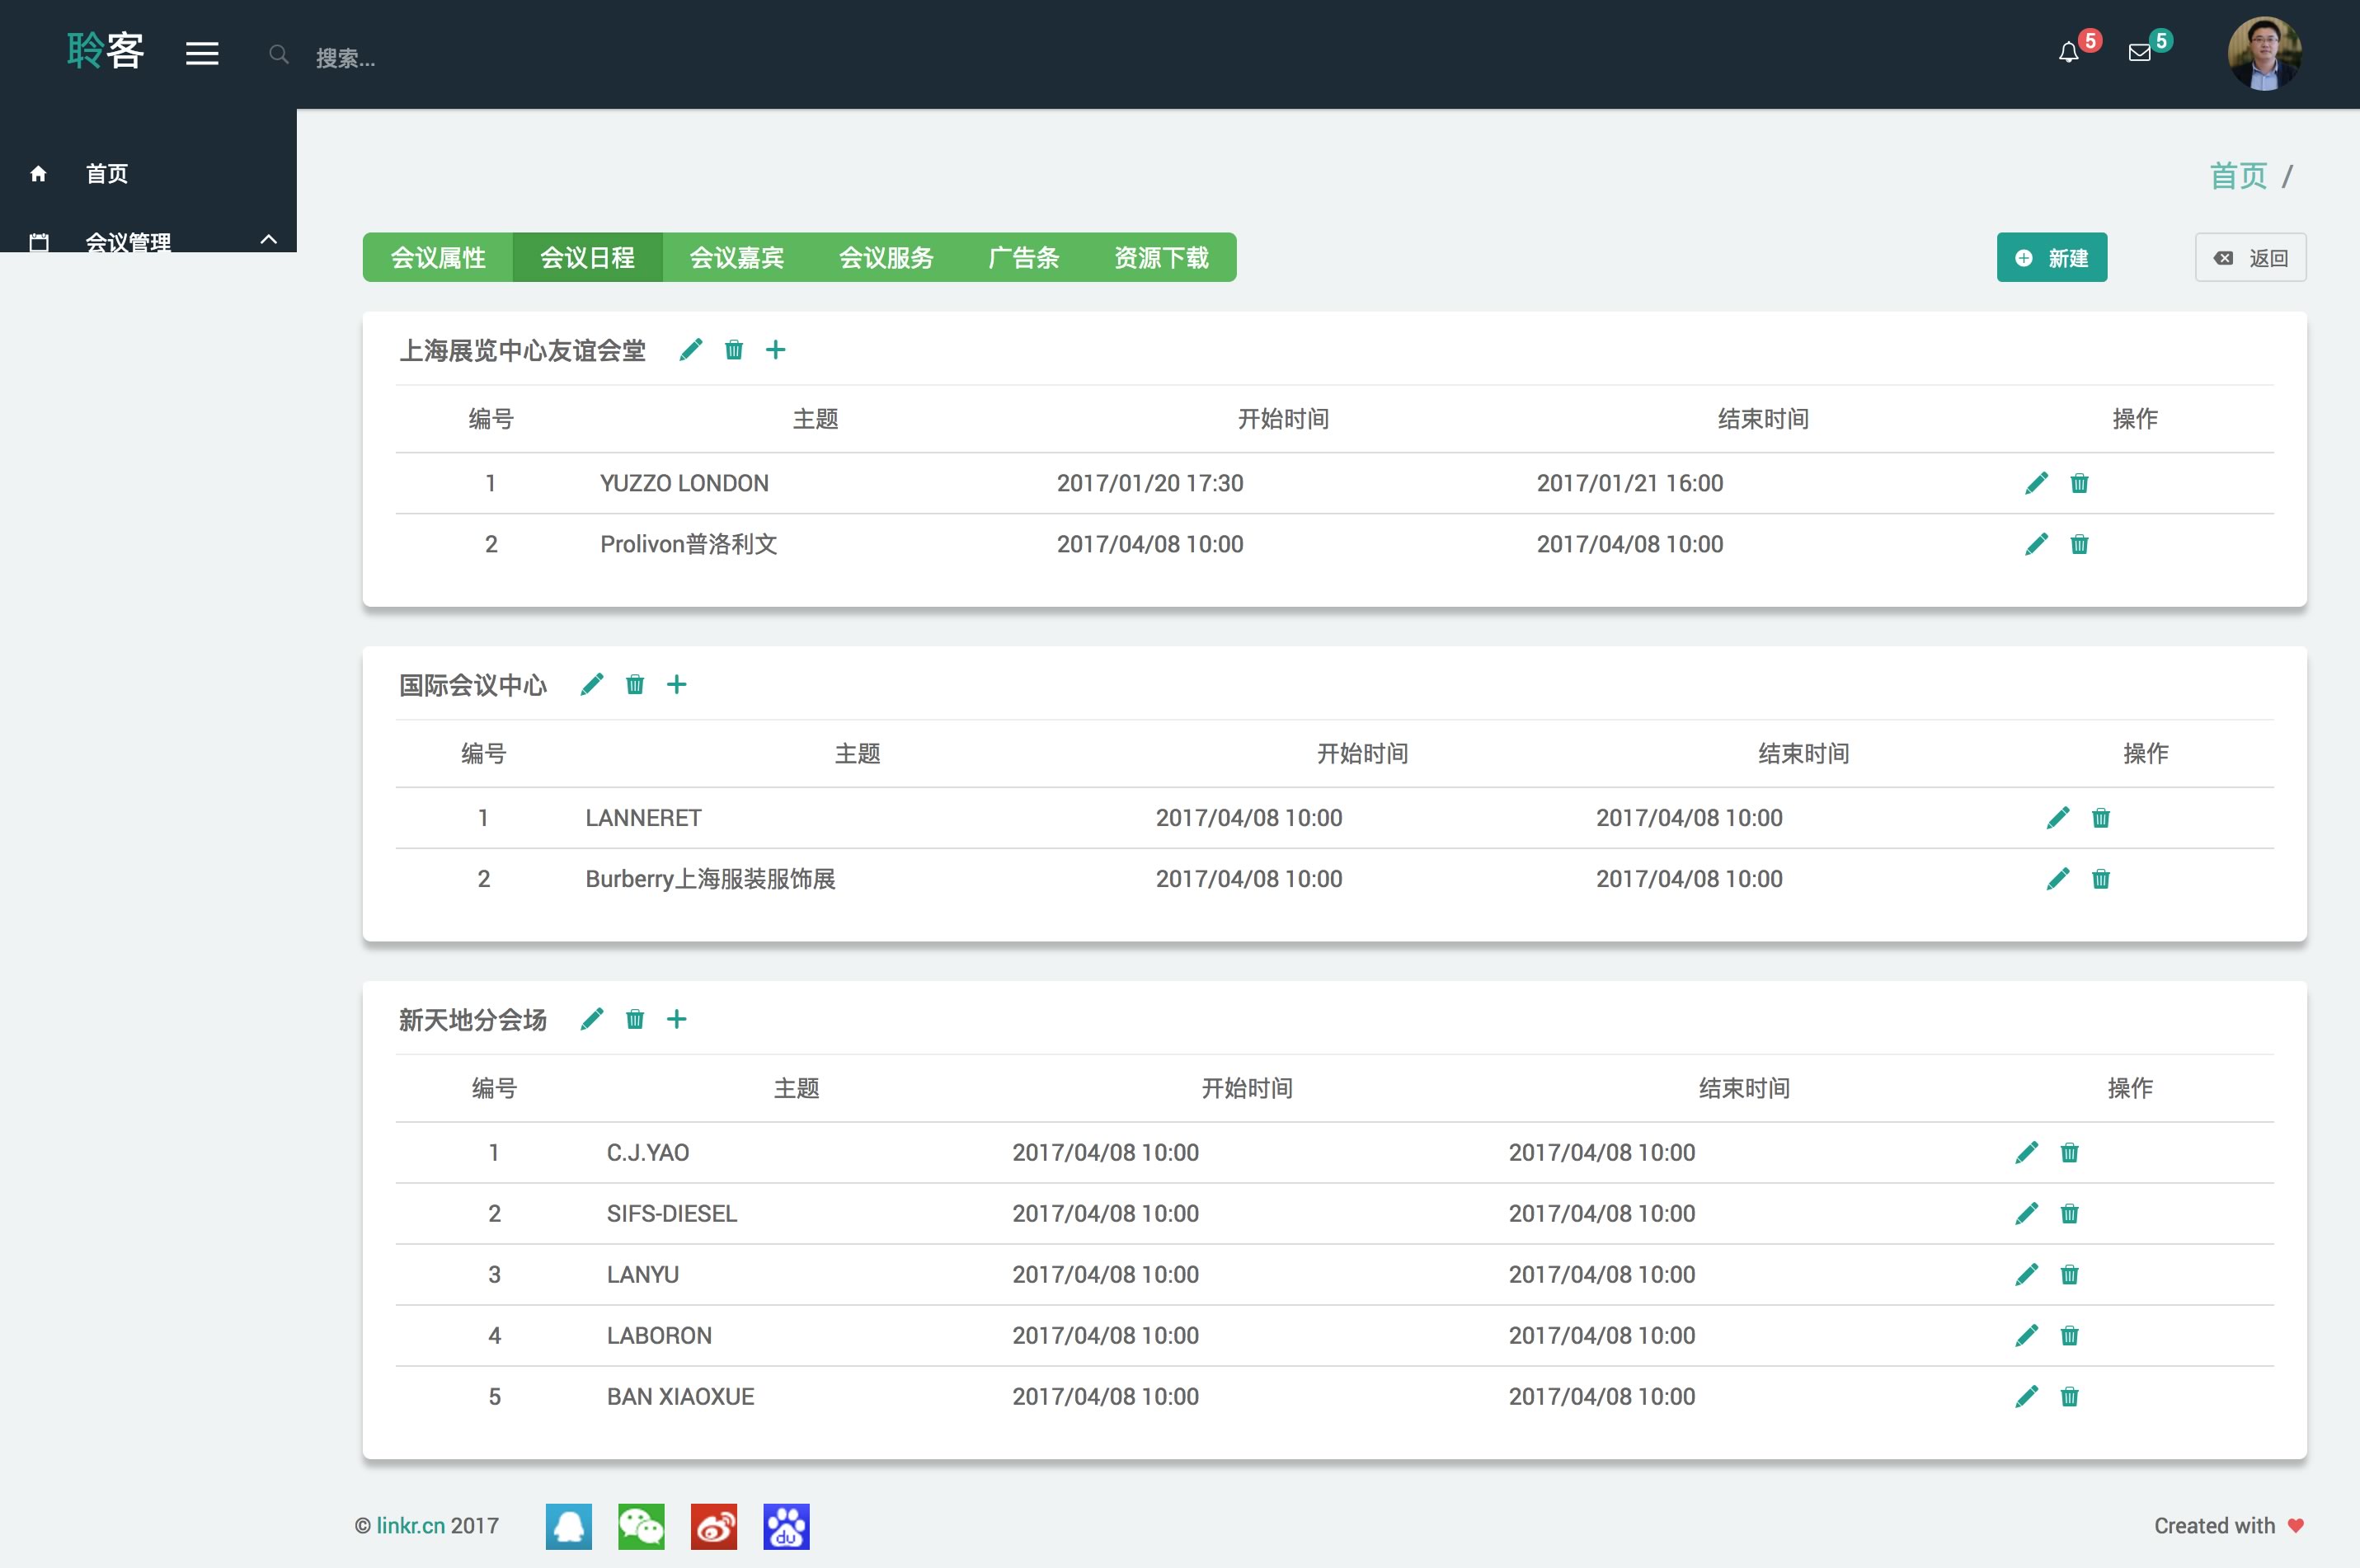 聆客 搜索... 5 5
首页
首页 /
会议管理
会议属性 会议日程 会议嘉宾 会议服务 广告条 资源下载 新建 返回
上海展览中心友谊会堂
编号 主题 开始时间 结束时间 操作
1 YUZZO LONDON 2017/01/20 17:30 2017/01/21 16:00
2 Prolivon普洛利文 2017/04/08 10:00 2017/04/08 10:00
国际会议中心
编号 主题 开始时间 结束时间 操作
1 LANNERET 2017/04/08 10:00 2017/04/08 10:00
2 Burberry上海服装服饰展 2017/04/08 10:00 2017/04/08 10:00
新天地分会场
编号 主题 开始时间 结束时间 操作
1 C.J.YAO 2017/04/08 10:00 2017/04/08 10:00
2 SIFS-DIESEL 2017/04/08 10:00 2017/04/08 10:00
3 LANYU 2017/04/08 10:00 2017/04/08 10:00
4 LABORON 2017/04/08 10:00 2017/04/08 10:00
5 BAN XIAOXUE 2017/04/08 10:00 2017/04/08 10:00
© linkr.cn 2017 du Created with